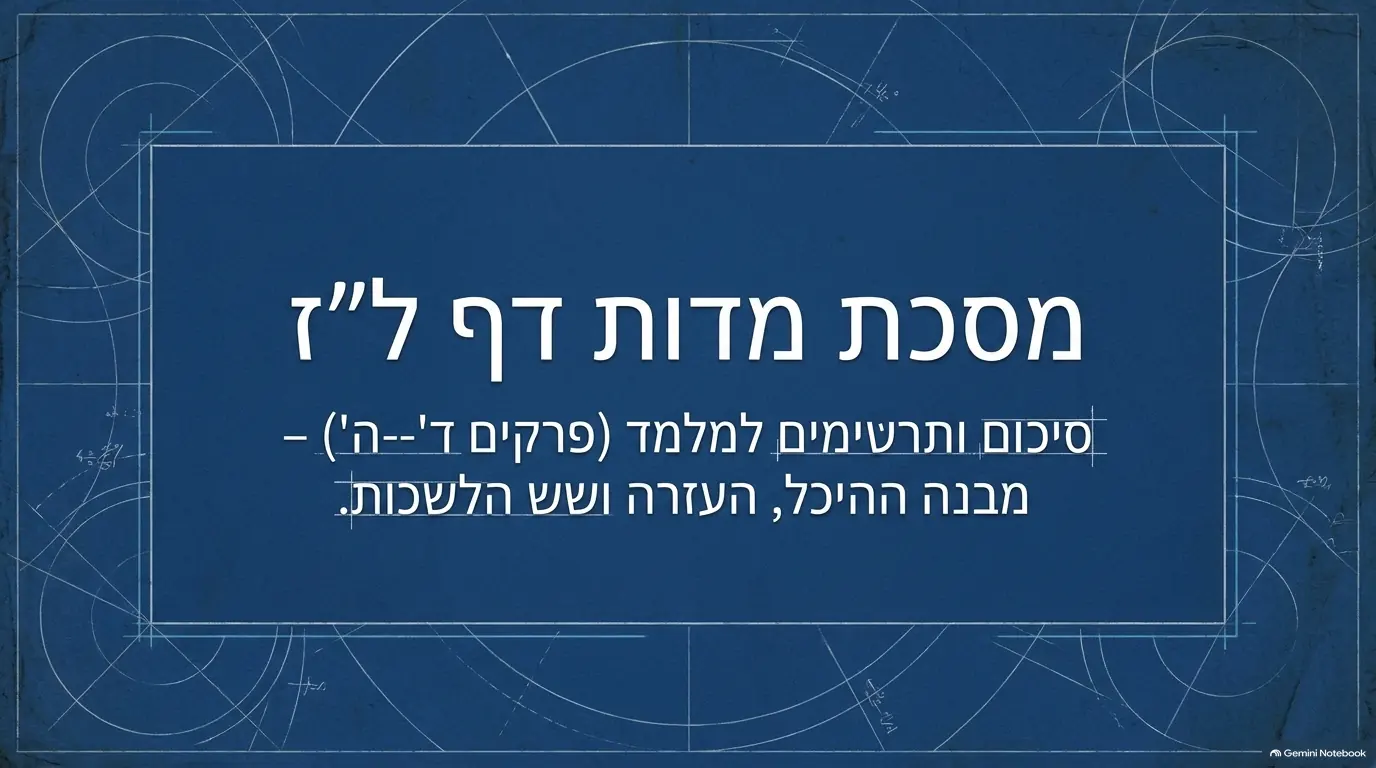 מסכת מדות דף ל״ז
סיכום ותרשימים למלמד (פרקים ד'--ה') –
מבנה ההיכל, העזרה ושש הלשכות.
Gemini Notebook